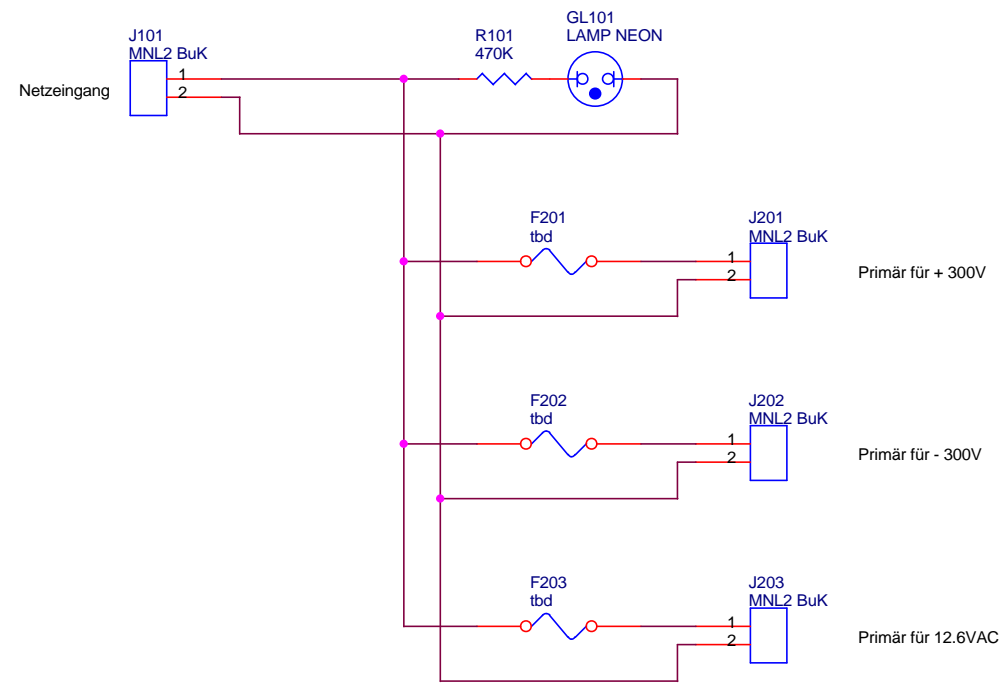 GL101
LAMP NEON
J101
MNL2 BuK
R101
470K
1
2
Netzeingang
F201
tbd
J201
MNL2 BuK
1
2
Primär für + 300V
F202
tbd
J202
MNL2 BuK
1
2
Primär für - 300V
F203
tbd
J203
MNL2 BuK
1
2
Primär für 12.6VAC